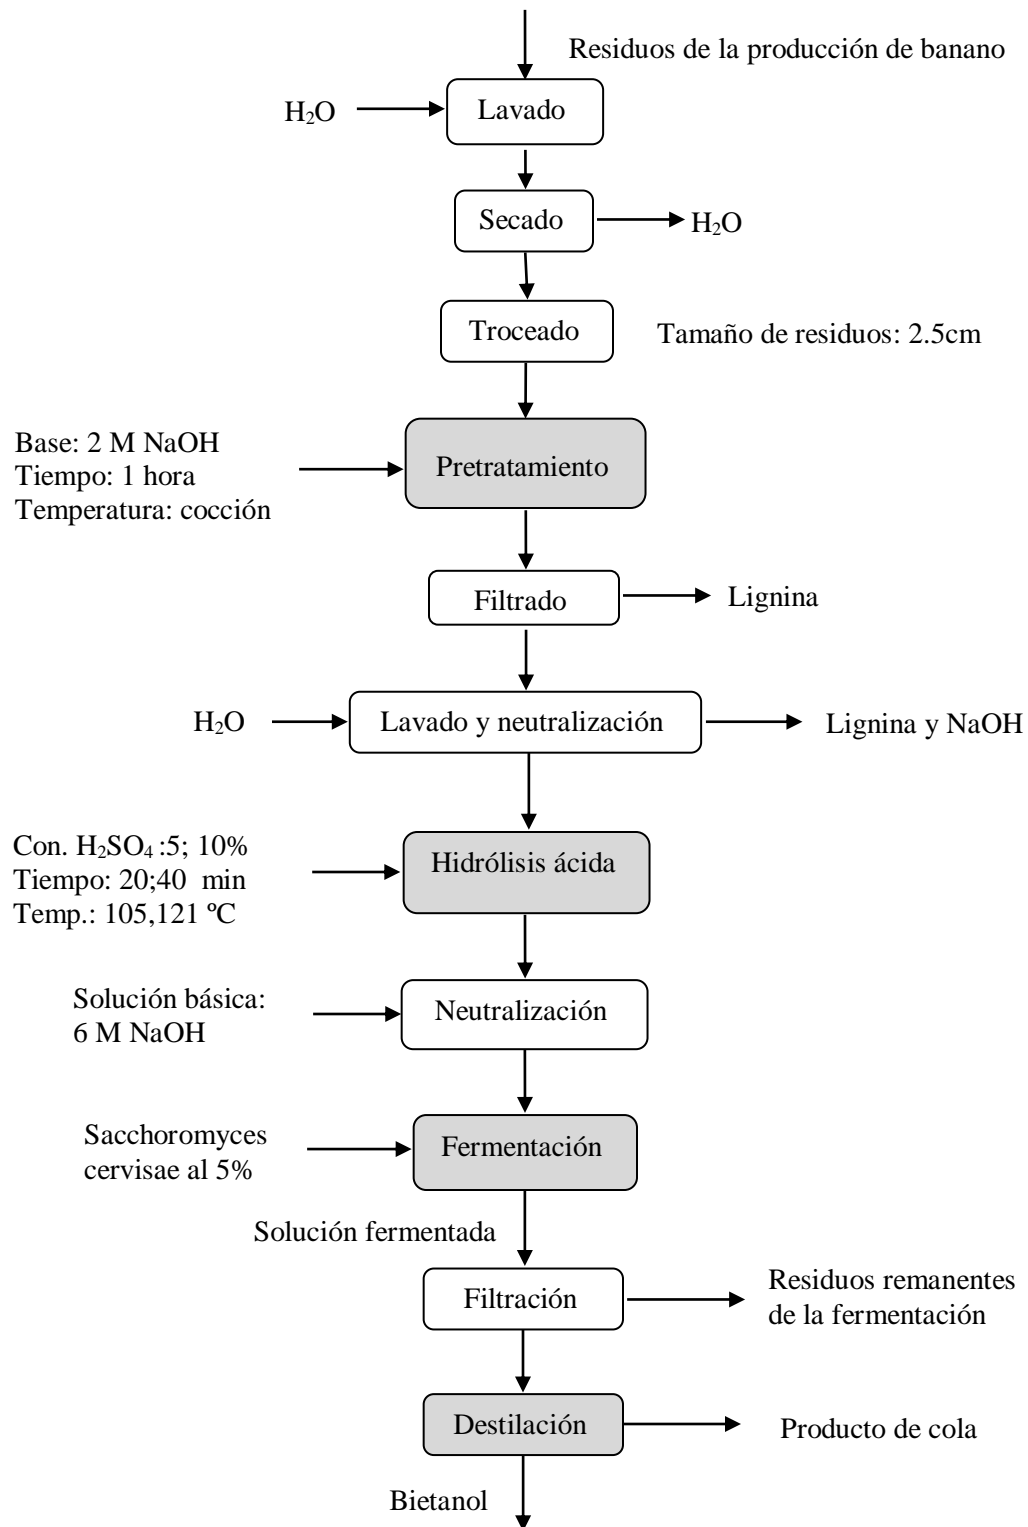 Residuos de la producción de banano
H₂O
Lavado
Secado
H₂O
Troceado
Tamaño de residuos: 2.5cm
Base: 2 M NaOH
Tiempo: 1 hora
Temperatura: cocción
Pretratamiento
Filtrado
Lignina
H₂O
Lavado y neutralización
Lignina y NaOH
Con. H₂SO₄ :5; 10%
Tiempo: 20;40 min
Temp.: 105,121 ºC
Hidrólisis ácida
Solución básica:
6 M NaOH
Neutralización
Sacchoromyces
cervisae al 5%
Fermentación
Solución fermentada
Filtración
Residuos remanentes
de la fermentación
Destilación
Producto de cola
Bietanol